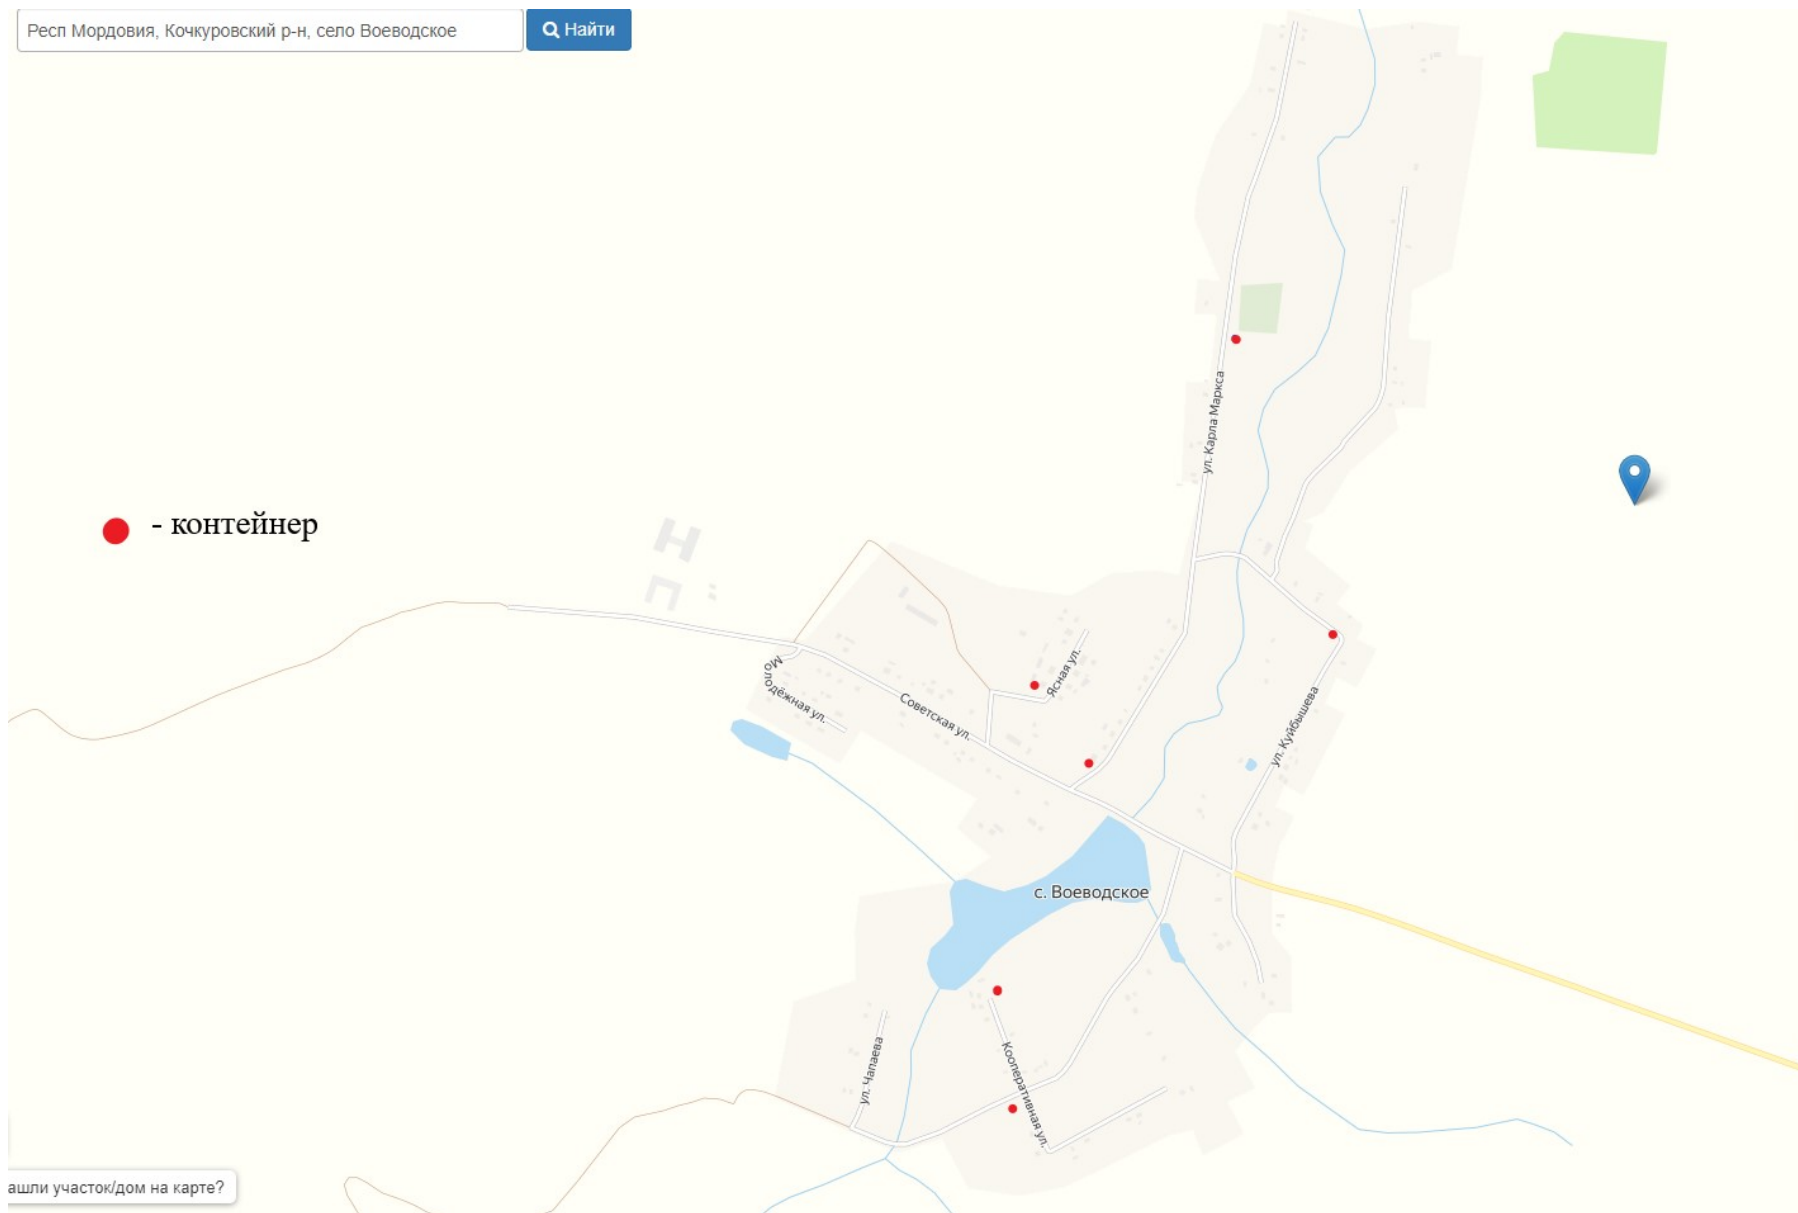 Респ Мордовия, Кочкуровский р-н, село Воеводское
Найти
ул. Карла Маркса
- контейнер
Молодёжная ул.
Советская ул.
Ясная ул.
ул. Куйбышева
с. Воеводское
ул. Чапаева
Кооперативная ул.
ашли участок/дом на карте?